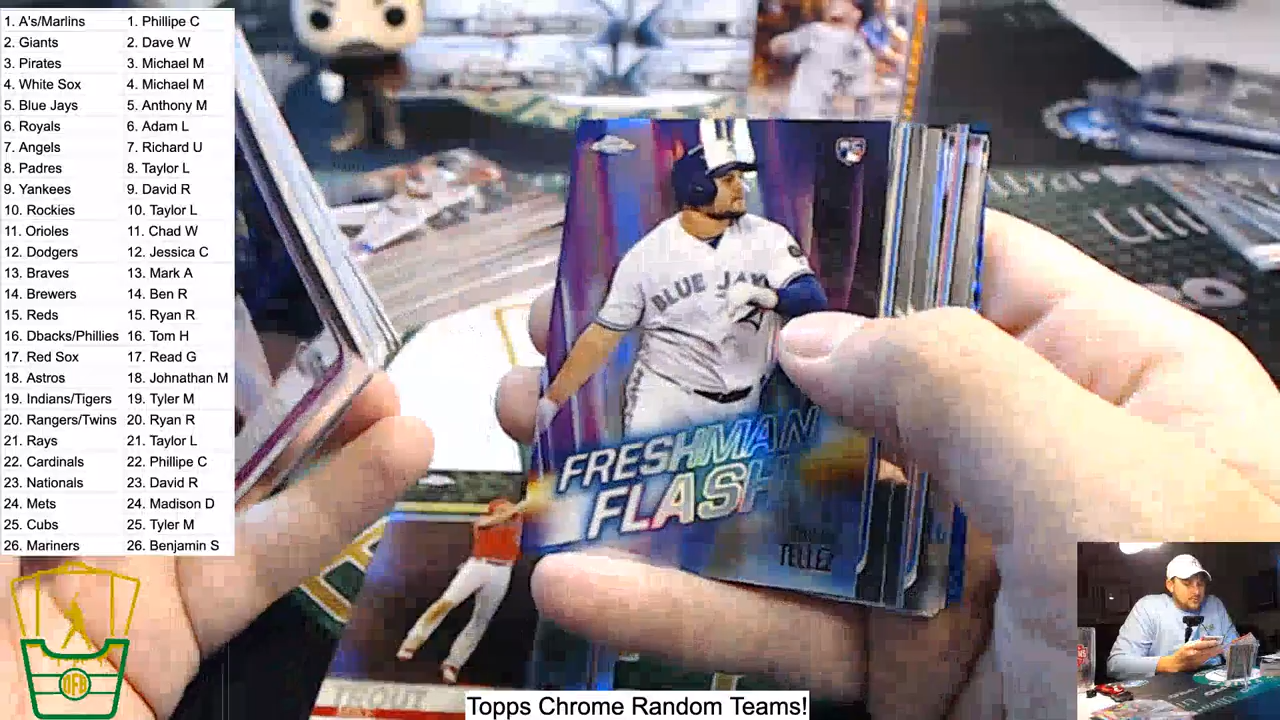 1. A's/Marlins 1. Phillipe C
2. Giants 2. Dave W
3. Pirates 3. Michael M
4. White Sox 4. Michael M
5. Blue Jays 5. Anthony M
6. Royals 6. Adam L
7. Angels 7. Richard U
8. Padres 8. Taylor L
9. Yankees 9. David R
10. Rockies 10. Taylor L
11. Orioles 11. Chad W
12. Dodgers 12. Jessica C
13. Braves 13. Mark A
14. Brewers 14. Ben R
15. Reds 15. Ryan R
16. Dbacks/Phillies 16. Tom H
17. Red Sox 17. Read G
18. Astros 18. Johnathan M
19. Indians/Tigers 19. Tyler M
20. Rangers/Twins 20. Ryan R
21. Rays 21. Taylor L
22. Cardinals 22. Phillipe C
23. Nationals 23. David R
24. Mets 24. Madison D
25. Cubs 25. Tyler M
26. Mariners 26. Benjamin S
BLUE JAY
FRESHMAN
FLASH
TELLEZ
TROUT
Topps Chrome Random Teams!